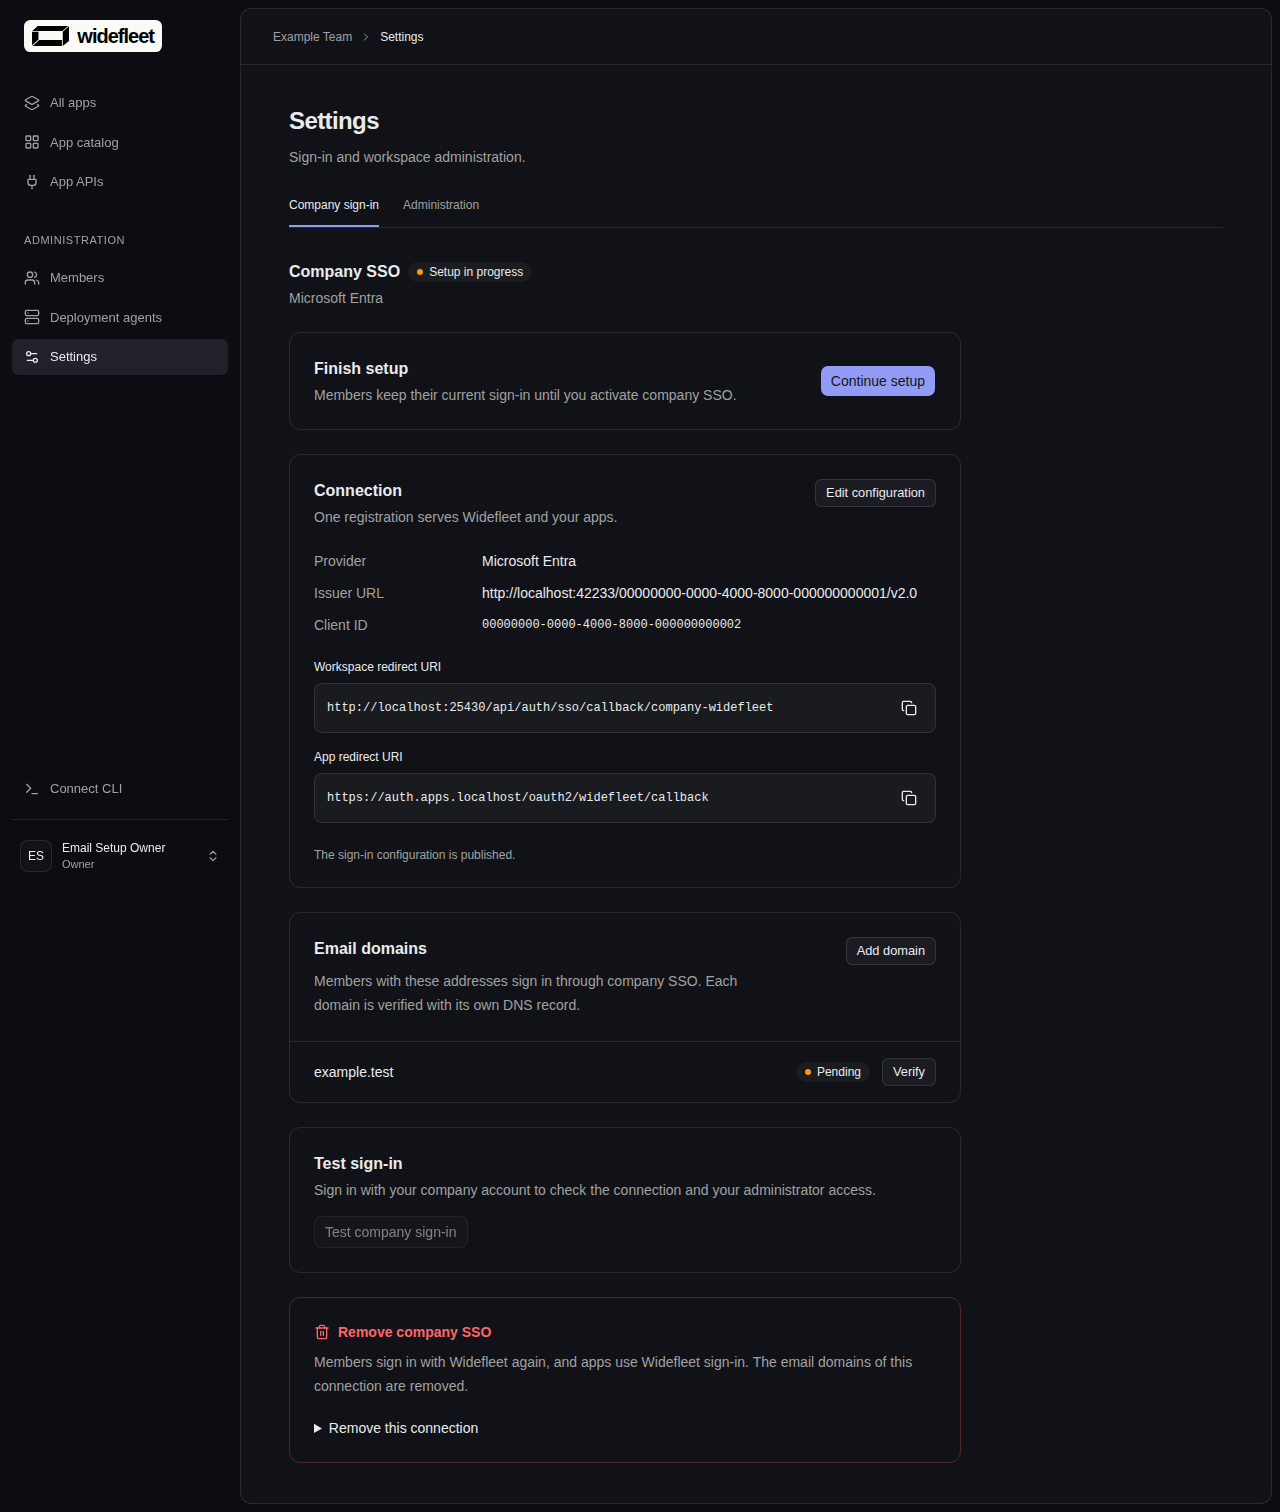 widefleet
Example Team > Settings
All apps
App catalog
App APIs
ADMINISTRATION
Members
Deployment agents
Settings
Connect CLI
ES
Email Setup Owner
Owner
Settings
Sign-in and workspace administration.
Company sign-in
Administration
Company SSO
Setup in progress
Microsoft Entra
Finish setup
Members keep their current sign-in until you activate company SSO.
Continue setup
Connection
One registration serves Widefleet and your apps.
Edit configuration
Provider
Microsoft Entra
Issuer URL
http://localhost:42233/00000000-0000-4000-8000-000000000001/v2.0
Client ID
00000000-0000-4000-8000-000000000002
Workspace redirect URI
http://localhost:25430/api/auth/sso/callback/company-widefleet
App redirect URI
https://auth.apps.localhost/oauth2/widefleet/callback
The sign-in configuration is published.
Email domains
Add domain
Members with these addresses sign in through company SSO. Each
domain is verified with its own DNS record.
example.test
Pending
Verify
Test sign-in
Sign in with your company account to check the connection and your administrator access.
Test company sign-in
Remove company SSO
Members sign in with Widefleet again, and apps use Widefleet sign-in. The email domains of this
connection are removed.
Remove this connection